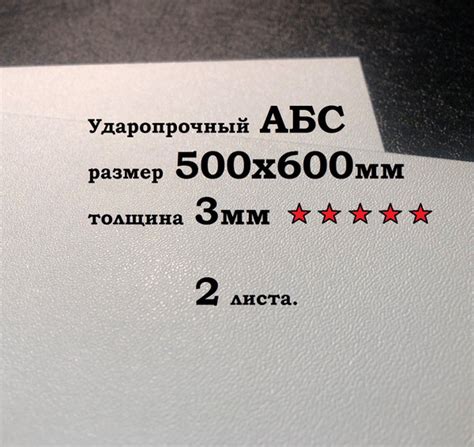 Ударопрочный АБС
размер 500х600мм
толщина 3мм
2 листа.